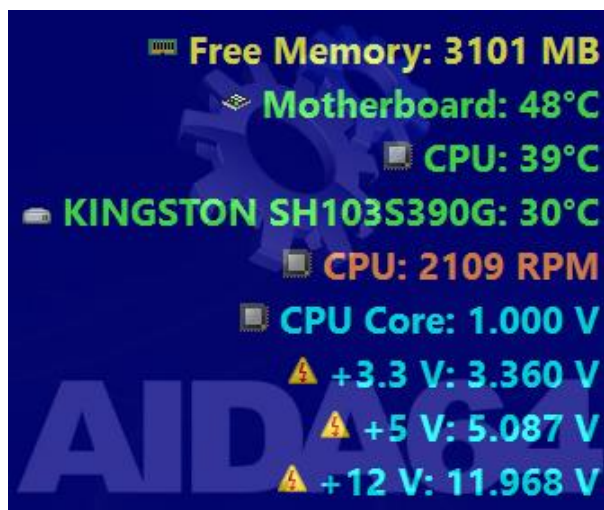 Free Memory: 3101 MB
Motherboard: 48°C
CPU: 39°C
KINGSTON SH103S390G: 30°C
CPU: 2109 RPM
CPU Core: 1.000 V
+3.3 V: 3.360 V
+5 V: 5.087 V
+12 V: 11.968 V
AIDA64